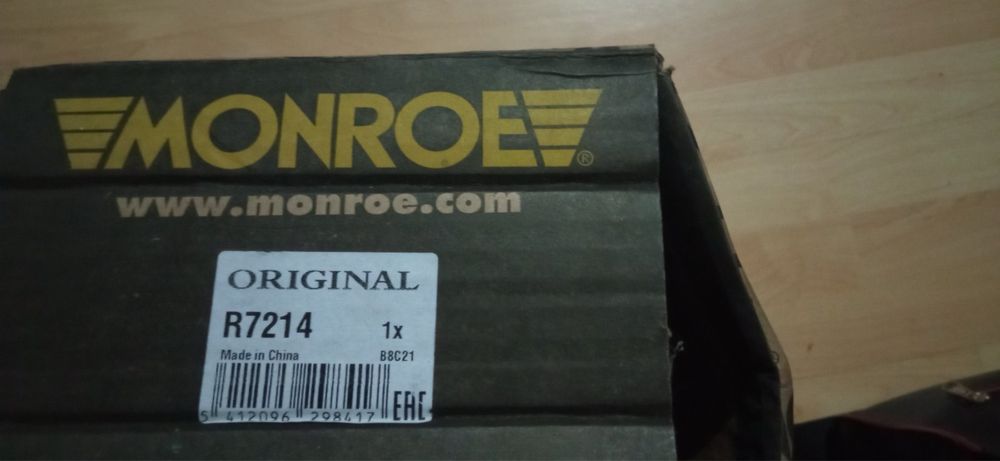 MONROE®
www.monroe.com
ORIGINAL
R7214 1x
Made in China B8C21
5 412096 298417 EAC